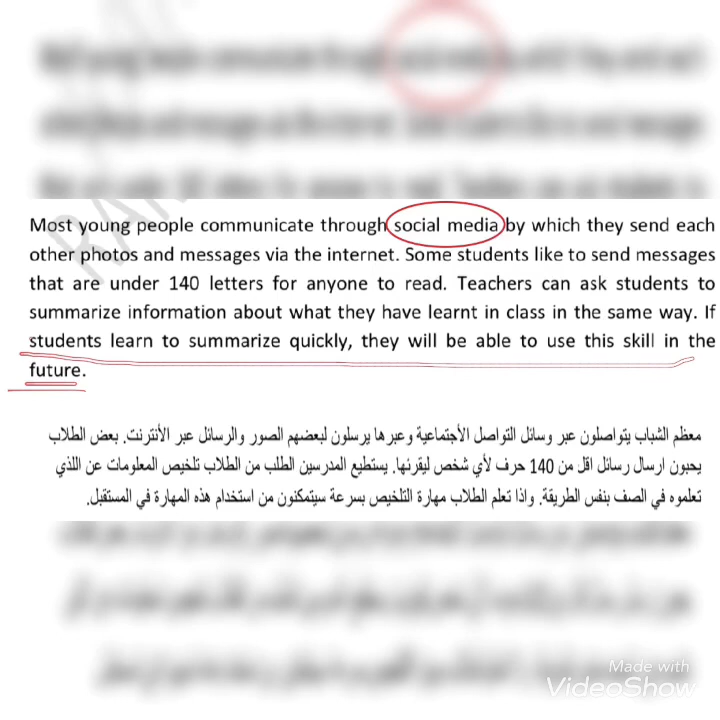 Most young people communicate through social media by which they send each
other photos and messages via the internet. Some students like to send messages
that are under 140 letters for anyone to read. Teachers can ask students to
summarize information about what they have learnt in class in the same way. If
students learn to summarize quickly, they will be able to use this skill in the
future.
معظم الشباب يتواصلون عبر وسائل التواصل الأجتماعية وعبرها يرسلون لبعضهم الصور والرسائل عبر الأنترنت. بعض الطلاب
يحبون ارسال رسائل اقل من 140 حرف لأي شخص ليقرئها. يستطيع المدرسين الطلب من الطلاب تلخيص المعلومات عن اللذي
تعلموه في الصف بنفس الطريقة. واذا تعلم الطلاب مهارة التلخيص بسرعة سيتمكنون من استخدام هذه المهارة في المستقبل.
Made with
VideoShow